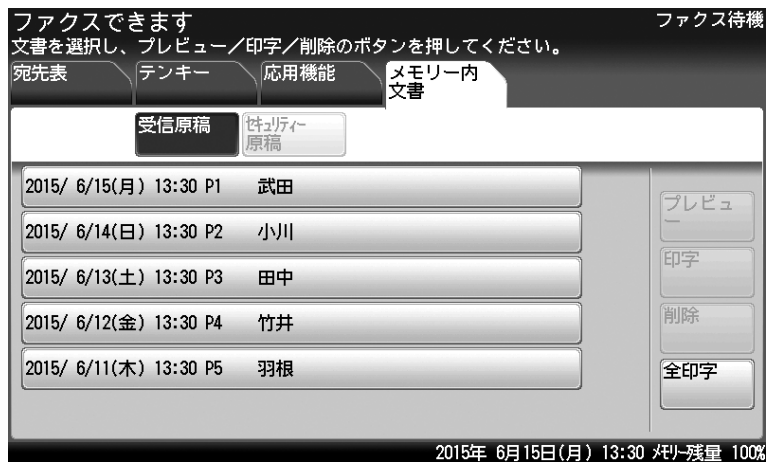 ファクスできます
ファクス待機
文書を選択し、プレビュー／印字／削除のボタンを押してください。
宛先表
テンキー
応用機能
メモリー内
文書
受信原稿
セキュリティー
原稿
2015/ 6/15(月) 13:30 P1 武田
2015/ 6/14(日) 13:30 P2 小川
2015/ 6/13(土) 13:30 P3 田中
2015/ 6/12(金) 13:30 P4 竹井
2015/ 6/11(木) 13:30 P5 羽根
プレビュ
ー
印字
削除
全印字
2015年 6月15日(月) 13:30 ﾒﾓﾘｰ残量 100%